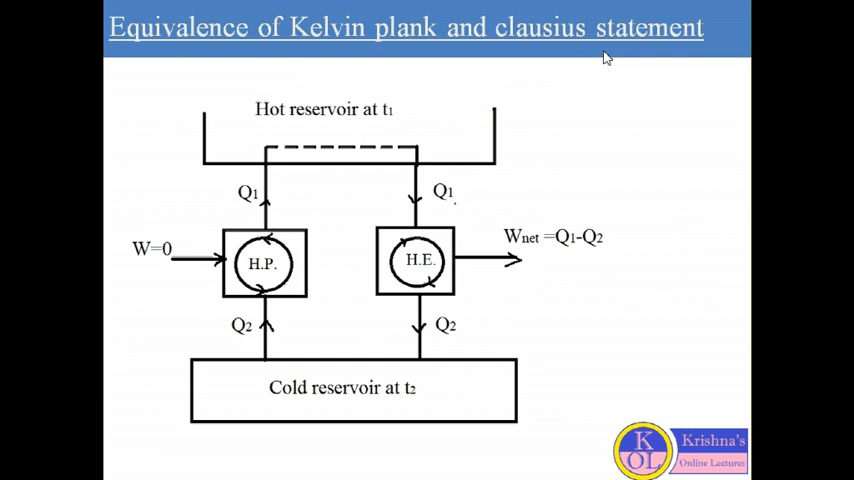 Equivalence of Kelvin plank and clausius statement
Hot reservoir at t1
Q1
Q1
W=0
H.P.
H.E.
Wnet =Q1-Q2
Q2
Q2
Cold reservoir at t2
K
OL
Krishna's
Online Lectures